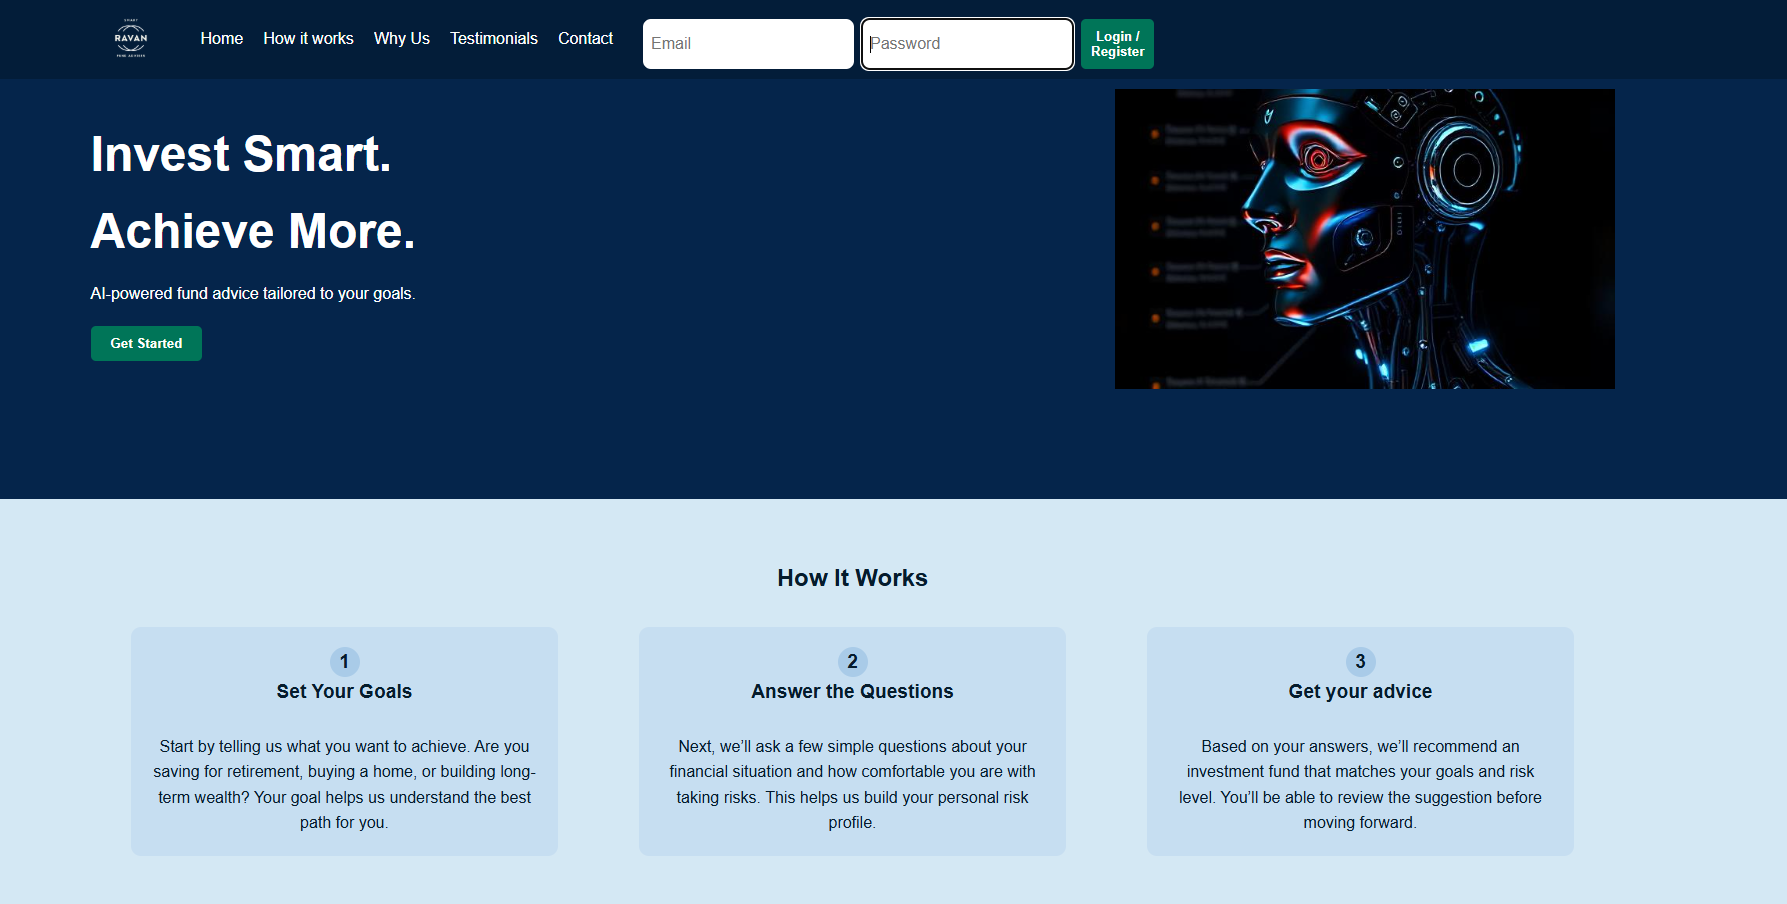 SMART
RAVAN
FUND ADVISER
Home How it works Why Us Testimonials Contact Email Password Login /
Register
Invest Smart.
Achieve More.
AI-powered fund advice tailored to your goals.
Get Started
How It Works
1
Set Your Goals
Start by telling us what you want to achieve. Are you
saving for retirement, buying a home, or building long-
term wealth? Your goal helps us understand the best
path for you.
2
Answer the Questions
Next, we’ll ask a few simple questions about your
financial situation and how comfortable you are with
taking risks. This helps us build your personal risk
profile.
3
Get your advice
Based on your answers, we’ll recommend an
investment fund that matches your goals and risk
level. You’ll be able to review the suggestion before
moving forward.